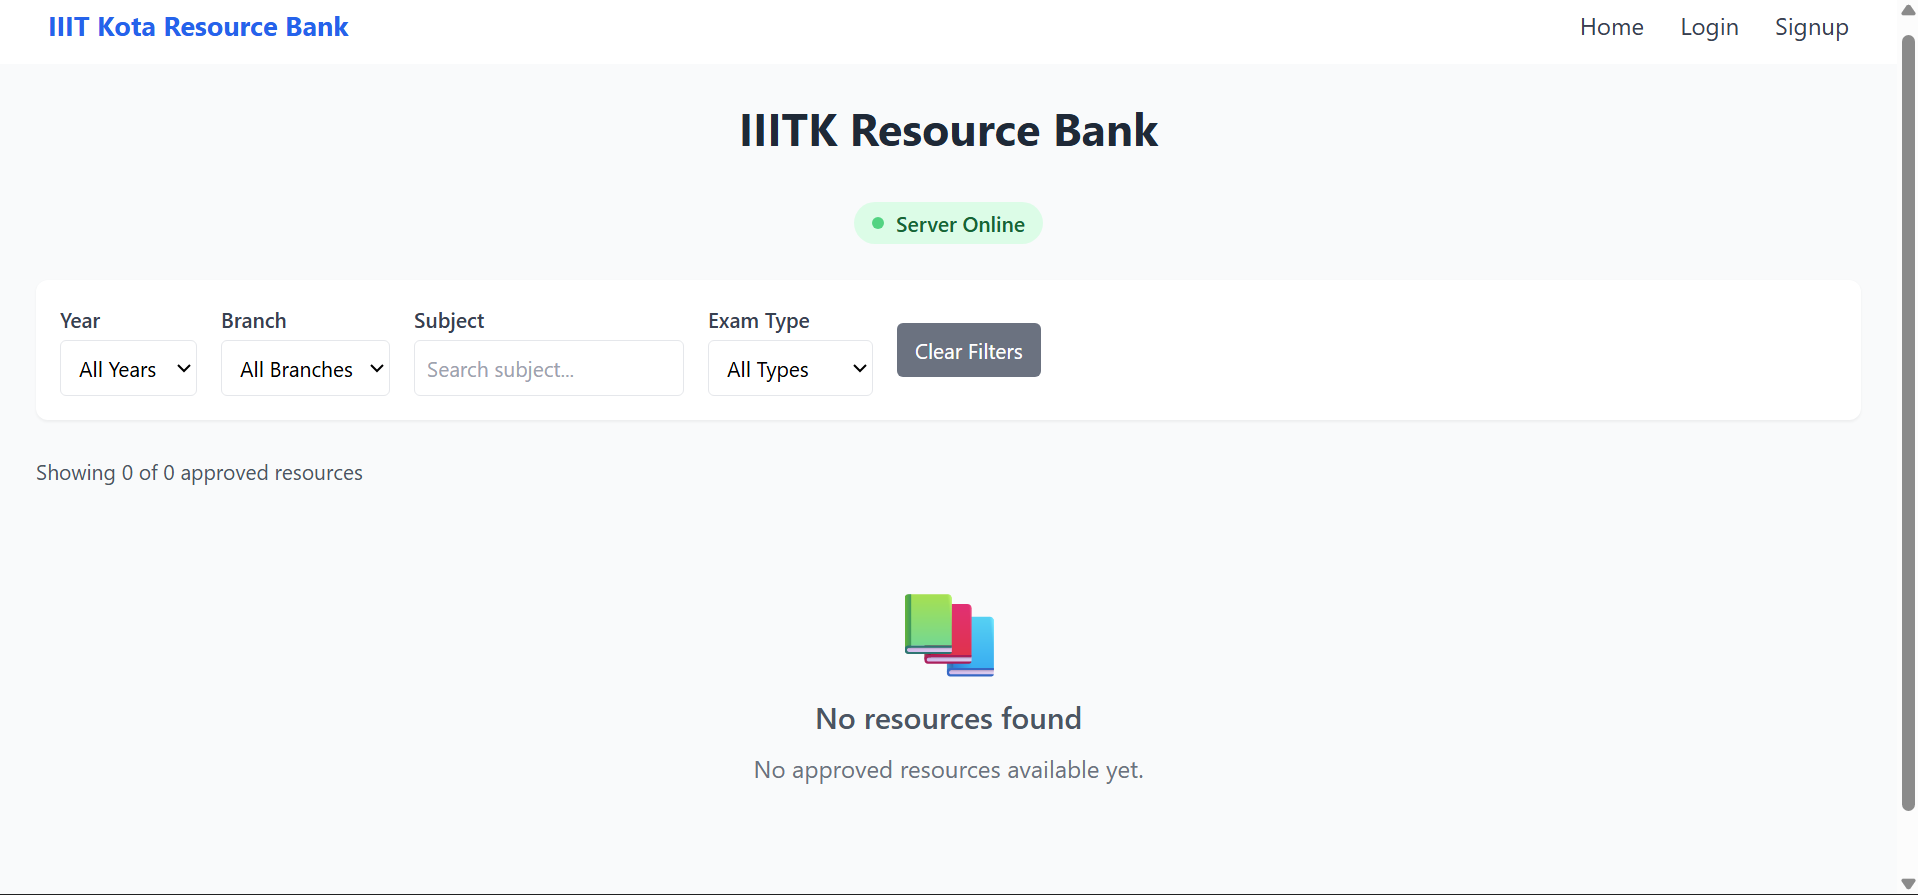 IIIT Kota Resource Bank
Home Login Signup
IIITK Resource Bank
Server Online
Year Branch Subject Exam Type
All Years All Branches Search subject... All Types Clear Filters
Showing 0 of 0 approved resources
No resources found
No approved resources available yet.